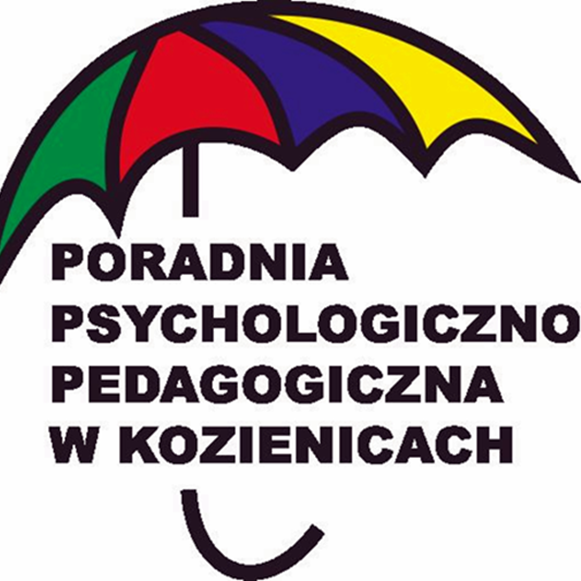 PORADNIA
PSYCHOLOGICZNO
PEDAGOGICZNA
W KOZIENICACH